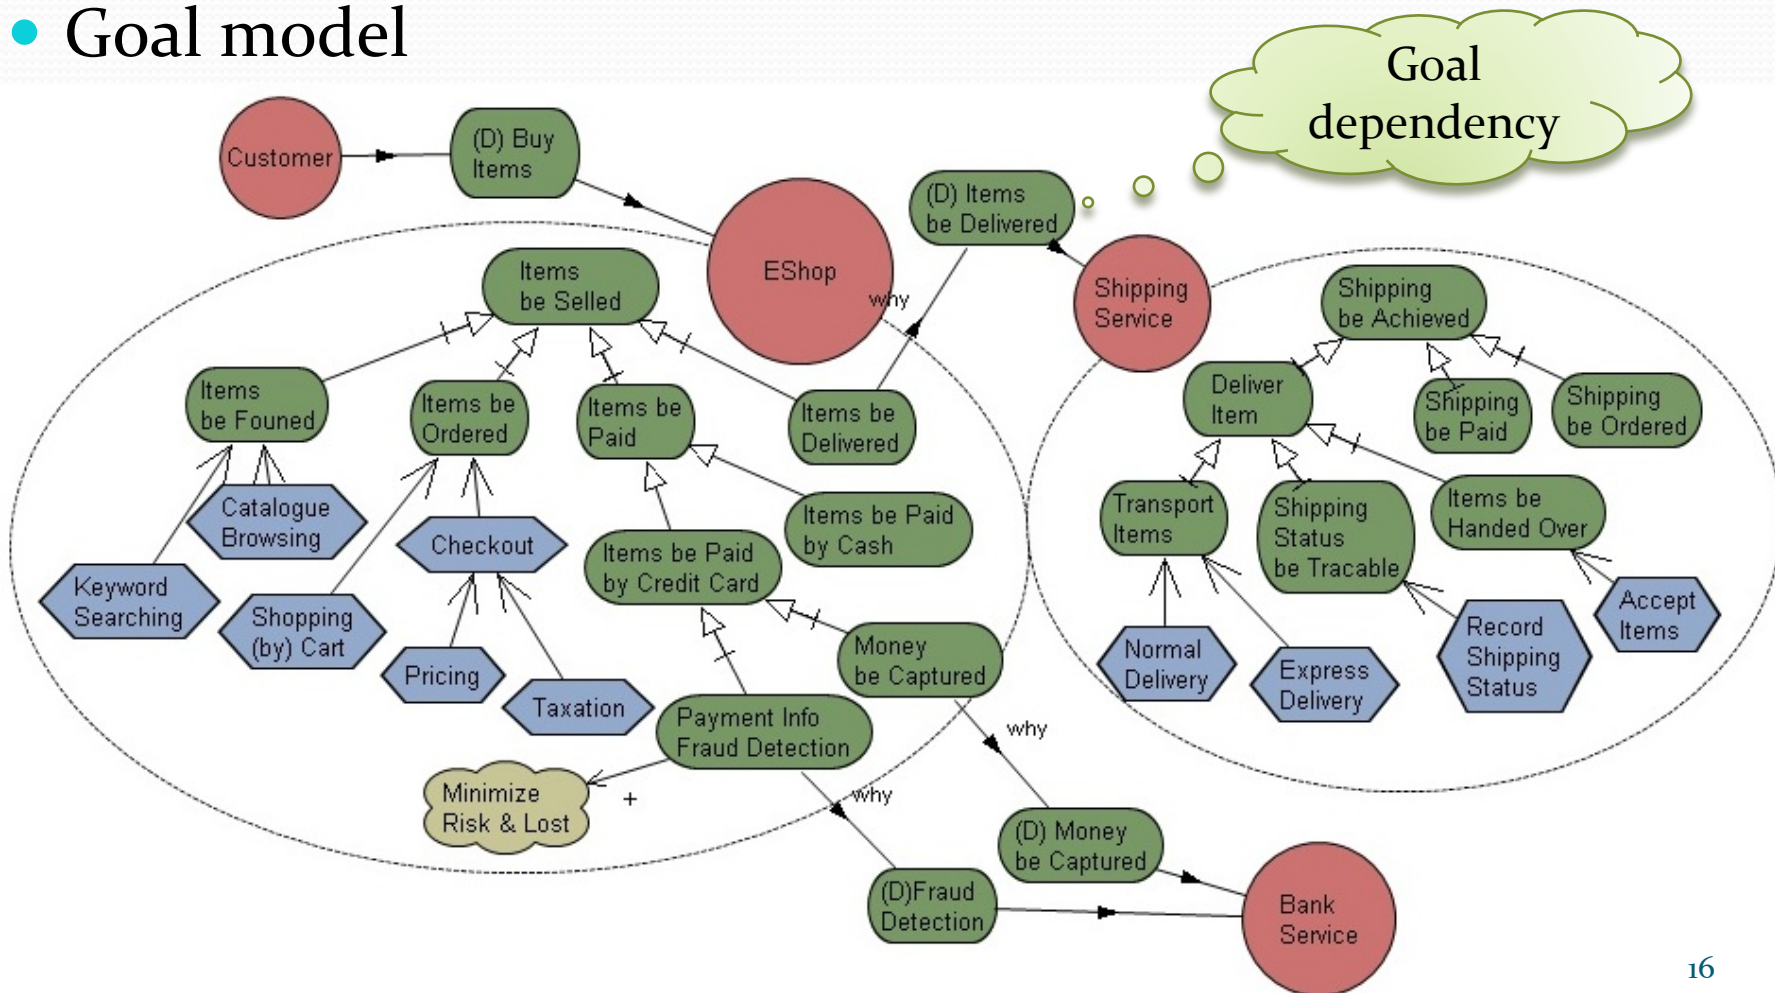 Goal model
Goal
dependency
Customer
(D) Buy
Items
(D) Items
be Delivered
EShop
why
Shipping
Service
Items
be Selled
Shipping
be Achieved
Items
be Founed
Items be
Ordered
Items be
Paid
Items be
Delivered
Deliver
Item
Shipping
be Paid
Shipping
be Ordered
Catalogue
Browsing
Checkout
Items be Paid
by Cash
Items be Paid
by Credit Card
Transport
Items
Shipping
Status
be Tracable
Items be
Handed Over
Keyword
Searching
Shopping
(by) Cart
Pricing
Taxation
Money
be Captured
Normal
Delivery
Express
Delivery
Record
Shipping
Status
Accept
Items
Payment Info
Fraud Detection
why
Minimize
Risk & Lost
+
why
(D) Money
be Captured
(D)Fraud
Detection
Bank
Service
16